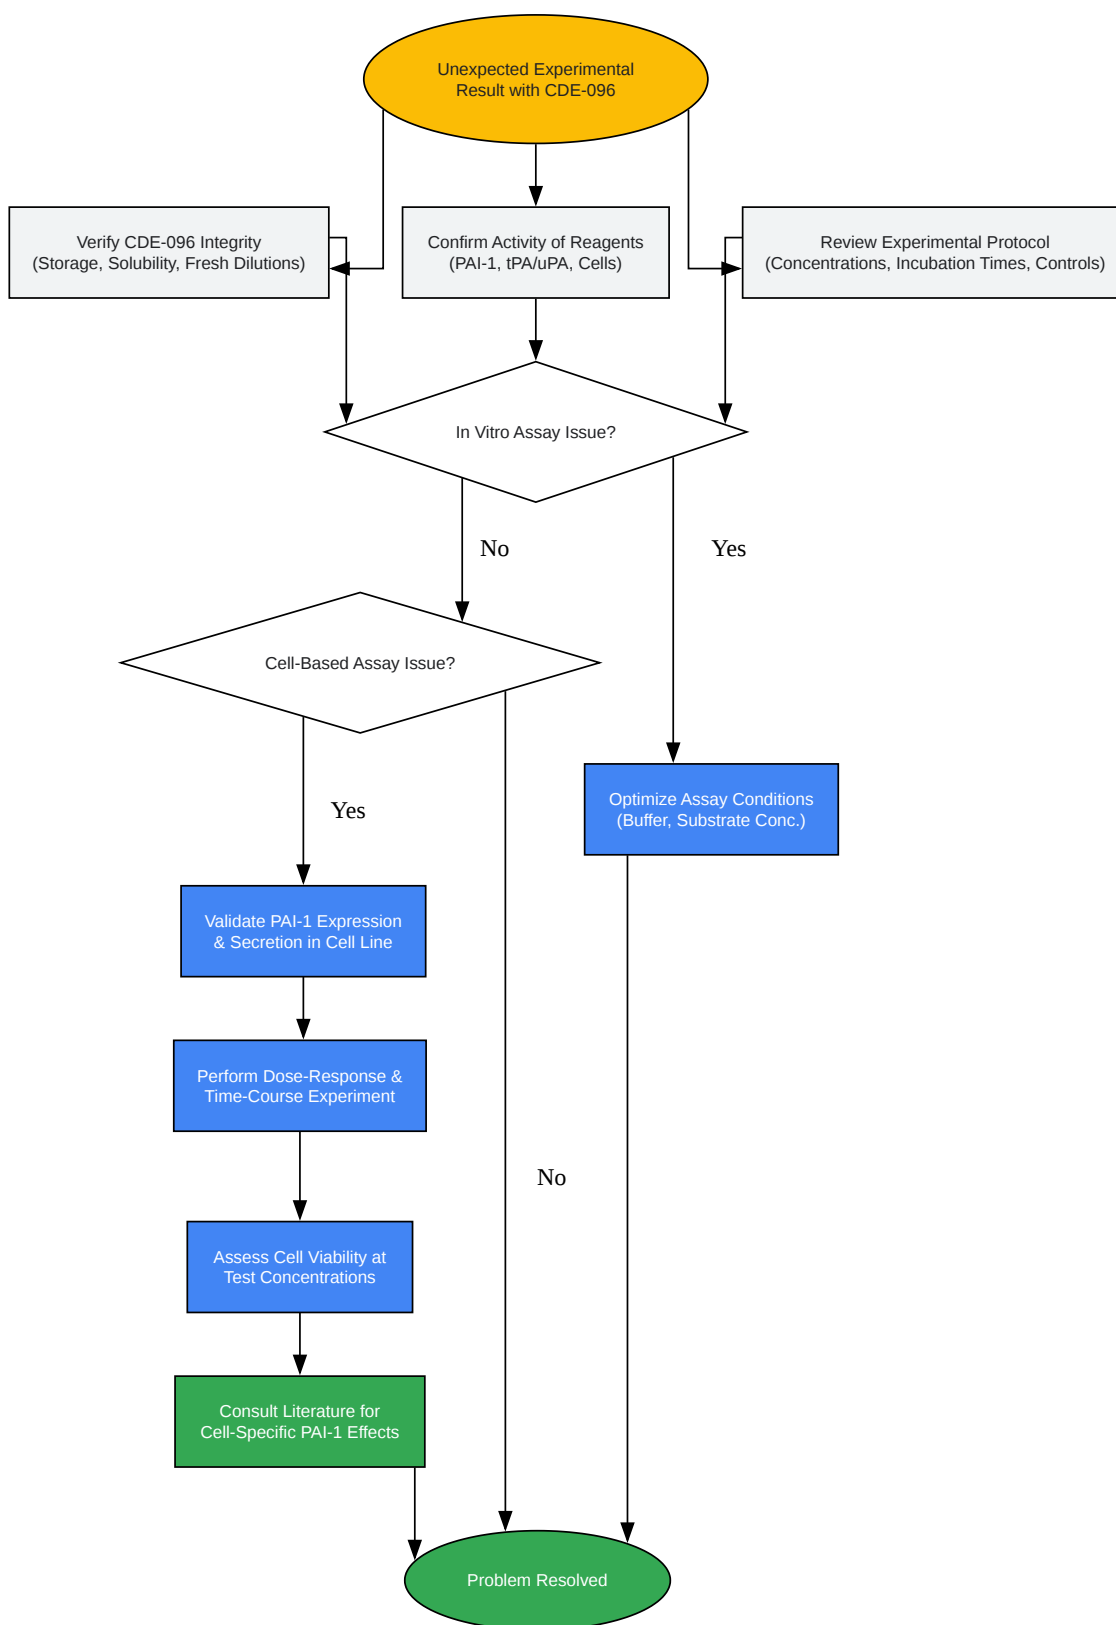 Unexpected Experimental
Result with CDE-096
Verify CDE-096 Integrity
(Storage, Solubility, Fresh Dilutions)
Confirm Activity of Reagents
(PAI-1, tPA/uPA, Cells)
Review Experimental Protocol
(Concentrations, Incubation Times, Controls)
In Vitro Assay Issue?
No
Yes
Cell-Based Assay Issue?
Optimize Assay Conditions
(Buffer, Substrate Conc.)
Yes
Validate PAI-1 Expression
& Secretion in Cell Line
Perform Dose-Response &
Time-Course Experiment
No
Assess Cell Viability at
Test Concentrations
Consult Literature for
Cell-Specific PAI-1 Effects
Problem Resolved